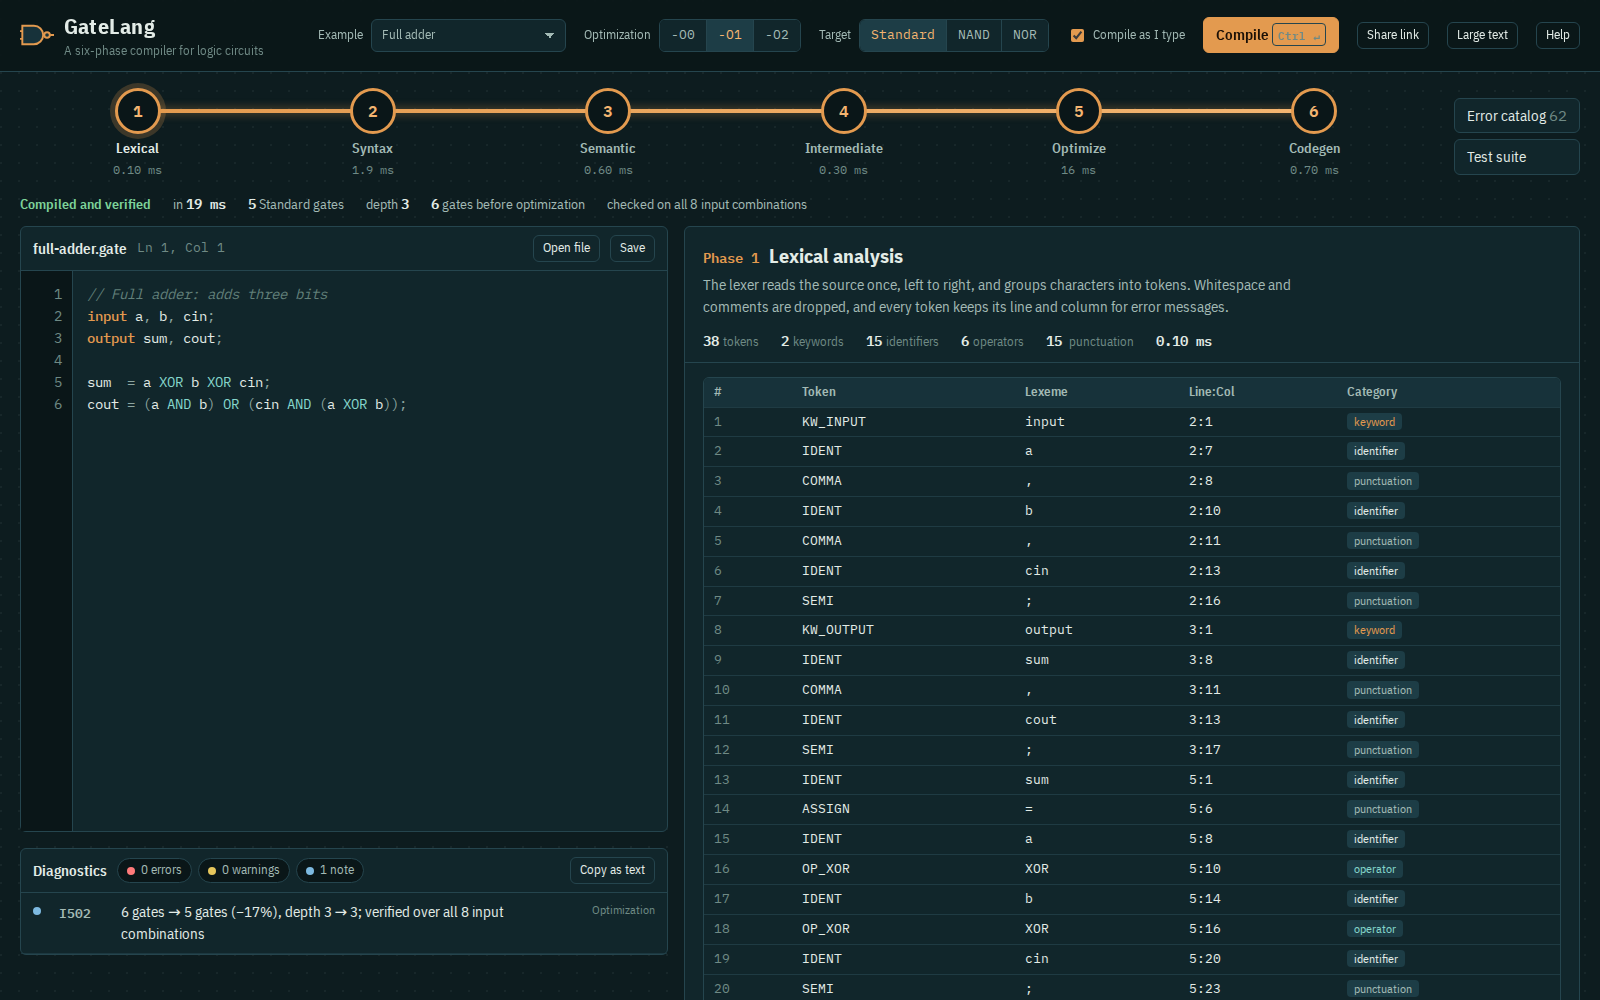 GateLang
A six-phase compiler for logic circuits
Example Full adder Optimization -O0 -O1 -O2 Target Standard NAND NOR Compile as I type Compile Ctrl ↵ Share link Large text Help
1 2 3 4 5 6
Lexical Syntax Semantic Intermediate Optimize Codegen
0.10 ms 1.9 ms 0.60 ms 0.30 ms 16 ms 0.70 ms
Error catalog 62
Test suite
Compiled and verified in 19 ms 5 Standard gates depth 3 6 gates before optimization checked on all 8 input combinations
full-adder.gate Ln 1, Col 1 Open file Save
1 // Full adder: adds three bits
2 input a, b, cin;
3 output sum, cout;
4
5 sum  = a XOR b XOR cin;
6 cout = (a AND b) OR (cin AND (a XOR b));
Diagnostics 0 errors 0 warnings 1 note Copy as text
I502 6 gates → 5 gates (−17%), depth 3 → 3; verified over all 8 input combinations Optimization
Phase 1 Lexical analysis
The lexer reads the source once, left to right, and groups characters into tokens. Whitespace and
comments are dropped, and every token keeps its line and column for error messages.
38 tokens 2 keywords 15 identifiers 6 operators 15 punctuation 0.10 ms
# Token Lexeme Line:Col Category
1 KW_INPUT input 2:1 keyword
2 IDENT a 2:7 identifier
3 COMMA , 2:8 punctuation
4 IDENT b 2:10 identifier
5 COMMA , 2:11 punctuation
6 IDENT cin 2:13 identifier
7 SEMI ; 2:16 punctuation
8 KW_OUTPUT output 3:1 keyword
9 IDENT sum 3:8 identifier
10 COMMA , 3:11 punctuation
11 IDENT cout 3:13 identifier
12 SEMI ; 3:17 punctuation
13 IDENT sum 5:1 identifier
14 ASSIGN = 5:6 punctuation
15 IDENT a 5:8 identifier
16 OP_XOR XOR 5:10 operator
17 IDENT b 5:14 identifier
18 OP_XOR XOR 5:16 operator
19 IDENT cin 5:20 identifier
20 SEMI ; 5:23 punctuation